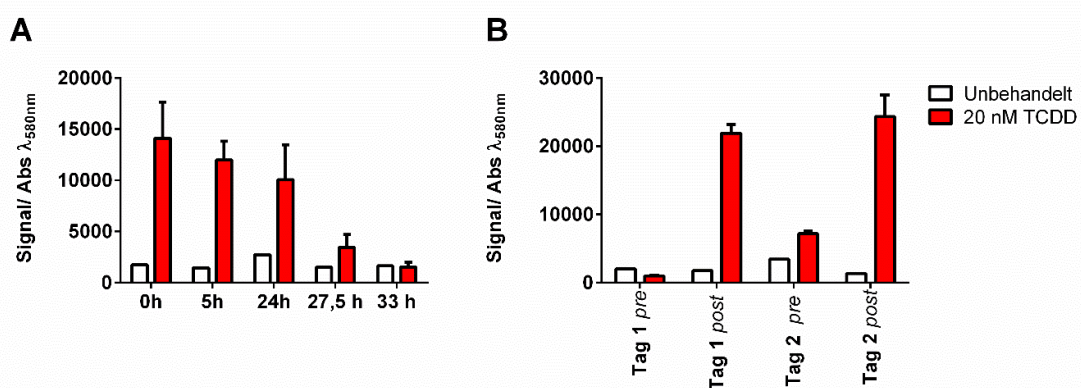 A
B
Signal/ Abs λ580nm
20000
15000
10000
5000
0
0h
5h
24h
27,5 h
33 h
Signal/ Abs λ580nm
30000
20000
10000
0
Tag 1 pre
Tag 1 post
Tag 2 pre
Tag 2 post
Unbehandelt
20 nM TCDD